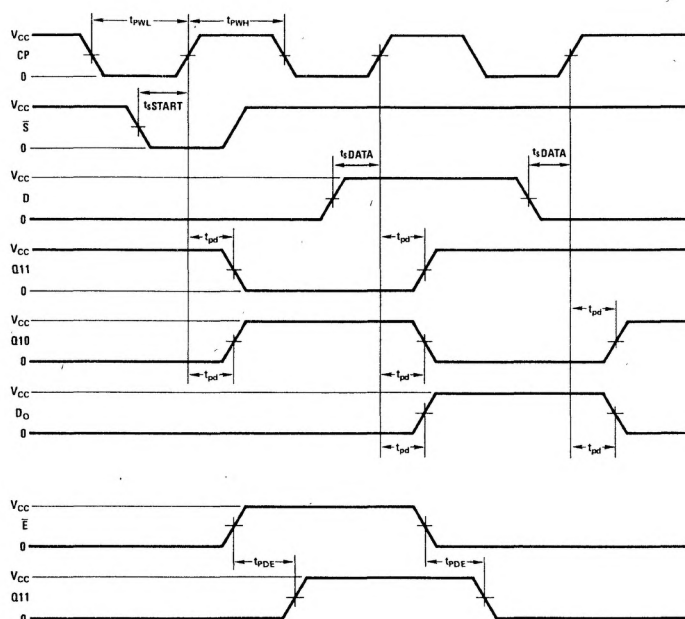 tPWL tPWH
VCC
CP
0
tsSTART
VCC
S̅
0
tsDATA tsDATA
VCC
D
0
tpd tpd
VCC
Q11
0
tpd
VCC
Q10
0
tpd tpd
VCC
DO
0
tpd tpd
VCC
E̅
0
tPDE tPDE
VCC
Q11
0